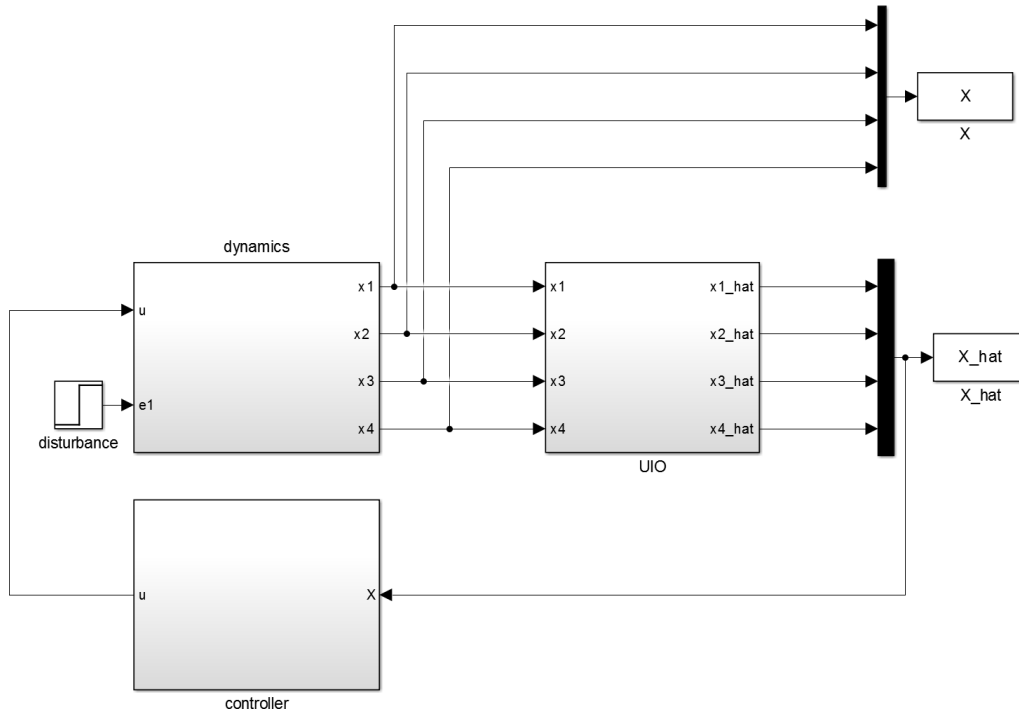 X
X
dynamics
u
e1
x1
x2
x3
x4
disturbance
x1
x2
x3
x4
x1_hat
x2_hat
x3_hat
x4_hat
UIO
X_hat
X_hat
u
X
controller